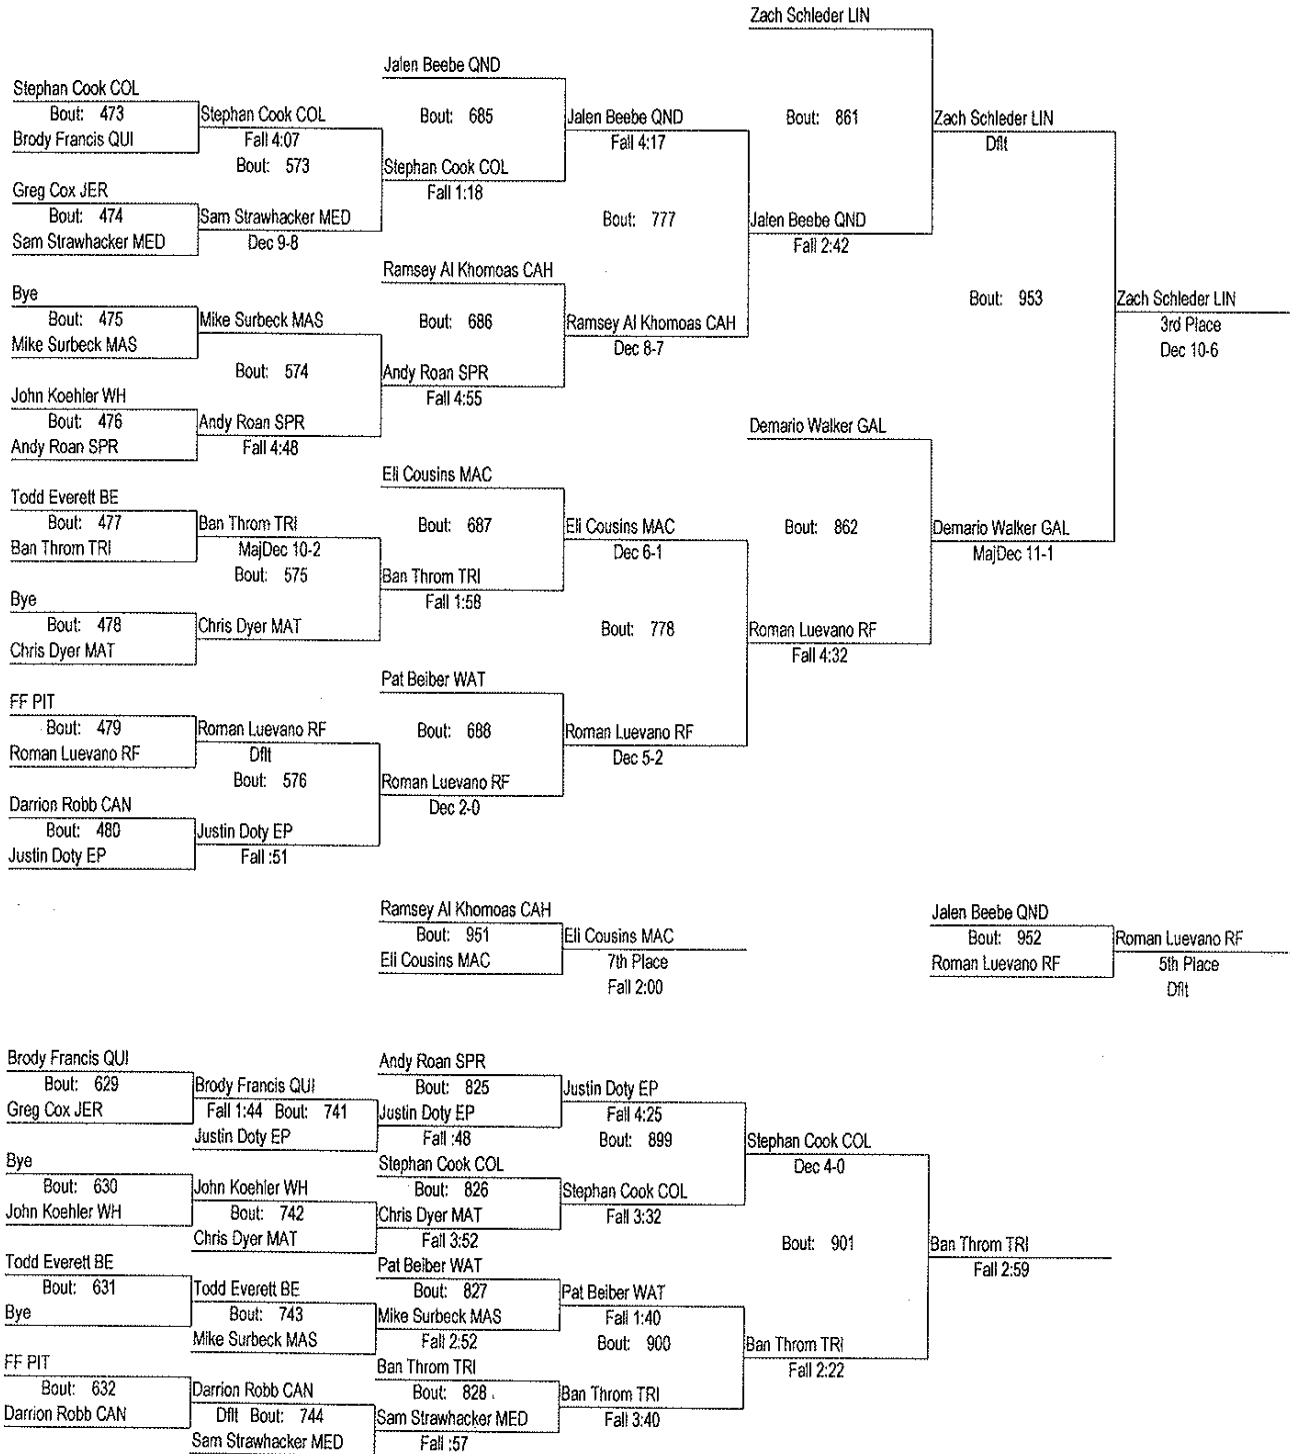 Zach Schleder LIN
Jalen Beebe QND
Stephan Cook COL
Bout: 473
Brody Francis QUI
Stephan Cook COL
Fall 4:07
Bout: 573
Greg Cox JER
Bout: 474
Sam Strawhacker MED
Sam Strawhacker MED
Dec 9-8
Bout: 685
Stephan Cook COL
Fall 1:18
Jalen Beebe QND
Fall 4:17
Bout: 777
Bout: 861
Jalen Beebe QND
Fall 2:42
Zach Schleder LIN
Dflt
Bye
Bout: 475
Mike Surbeck MAS
Mike Surbeck MAS
Bout: 574
John Koehler WH
Bout: 476
Andy Roan SPR
Andy Roan SPR
Fall 4:48
Ramsey Al Khomoas CAH
Bout: 686
Andy Roan SPR
Fall 4:55
Ramsey Al Khomoas CAH
Dec 8-7
Bout: 953
Zach Schleder LIN
3rd Place
Dec 10-6
Todd Everett BE
Bout: 477
Ban Throm TRI
Ban Throm TRI
MajDec 10-2
Bout: 575
Bye
Bout: 478
Chris Dyer MAT
Chris Dyer MAT
Eli Cousins MAC
Bout: 687
Ban Throm TRI
Fall 1:58
Eli Cousins MAC
Dec 6-1
Bout: 778
Demario Walker GAL
Bout: 862
Roman Luevano RF
Fall 4:32
Demario Walker GAL
MajDec 11-1
FF PIT
Bout: 479
Roman Luevano RF
Roman Luevano RF
Dflt
Bout: 576
Darrion Robb CAN
Bout: 480
Justin Doty EP
Justin Doty EP
Fall :51
Pat Beiber WAT
Bout: 688
Roman Luevano RF
Dec 2-0
Roman Luevano RF
Dec 5-2
Ramsey Al Khomoas CAH
Bout: 951
Eli Cousins MAC
Eli Cousins MAC
7th Place
Fall 2:00
Jalen Beebe QND
Bout: 952
Roman Luevano RF
Roman Luevano RF
5th Place
Dflt
Brody Francis QUI
Bout: 629
Greg Cox JER
Brody Francis QUI
Fall 1:44 Bout: 741
Justin Doty EP
Andy Roan SPR
Bout: 825
Justin Doty EP
Fall :48
Justin Doty EP
Fall 4:25
Bout: 899
Bye
Bout: 630
John Koehler WH
John Koehler WH
Bout: 742
Chris Dyer MAT
Stephan Cook COL
Bout: 826
Chris Dyer MAT
Fall 3:52
Stephan Cook COL
Fall 3:32
Stephan Cook COL
Dec 4-0
Bout: 901
Todd Everett BE
Bout: 631
Bye
Todd Everett BE
Bout: 743
Mike Surbeck MAS
Pat Beiber WAT
Bout: 827
Mike Surbeck MAS
Fall 2:52
Pat Beiber WAT
Fall 1:40
Bout: 900
Ban Throm TRI
Fall 2:59
FF PIT
Bout: 632
Darrion Robb CAN
Darrion Robb CAN
Dflt Bout: 744
Sam Strawhacker MED
Ban Throm TRI
Bout: 828
Sam Strawhacker MED
Fall :57
Ban Throm TRI
Fall 3:40
Ban Throm TRI
Fall 2:22